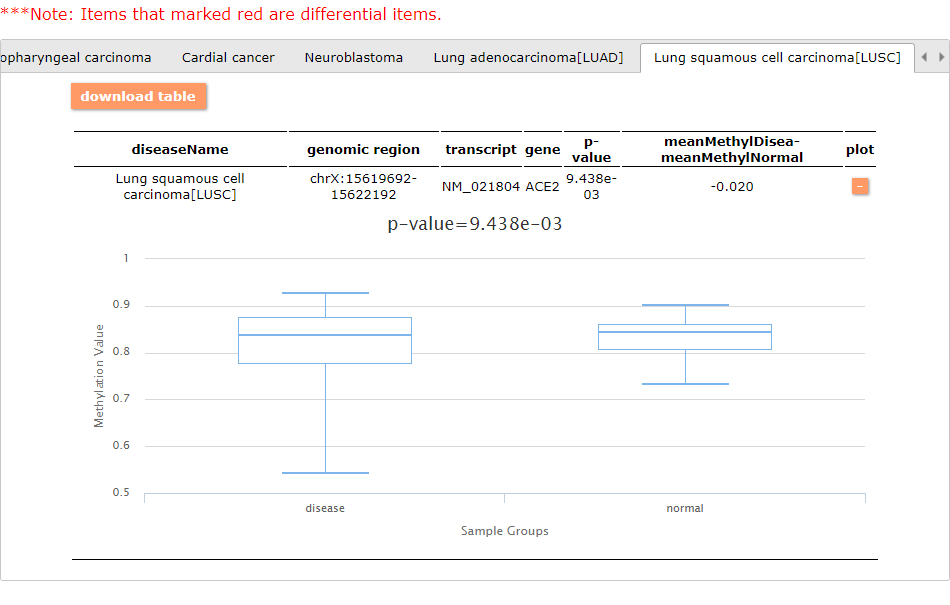 ***Note: Items that marked red are differential items.
opharyngeal carcinoma Cardial cancer Neuroblastoma Lung adenocarcinoma[LUAD] Lung squamous cell carcinoma[LUSC]
download table
diseaseName genomic region transcript gene p-value meanMethylDisea-meanMethylNormal plot
Lung squamous cell carcinoma[LUSC] chrX:15619692-15622192 NM_021804 ACE2 9.438e-03 -0.020 −
p-value=9.438e-03
1
0.9
0.8
0.7
0.6
0.5
Methylation Value
disease normal
Sample Groups